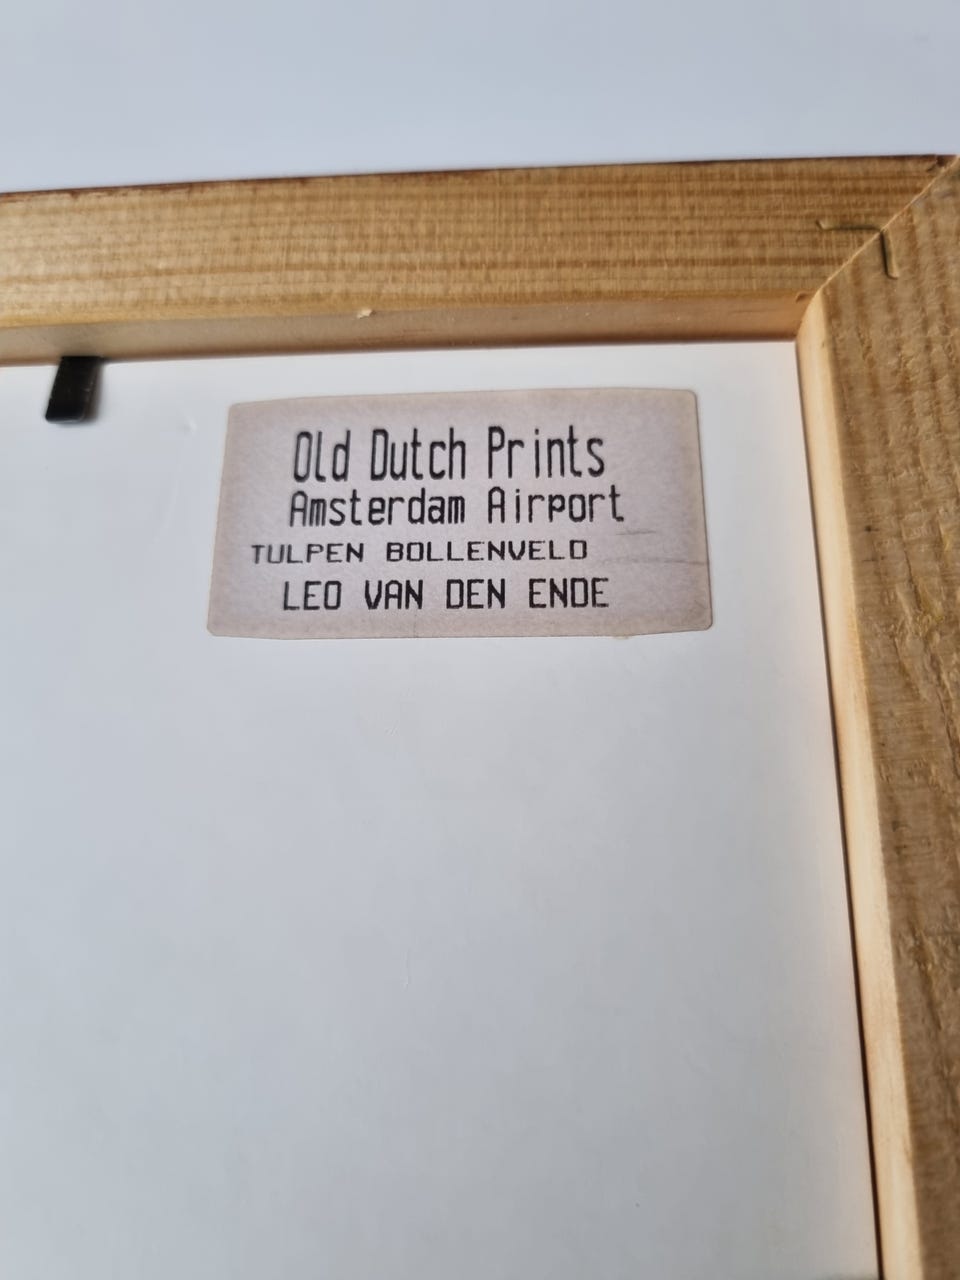 Old Dutch Prints
Amsterdam Airport
TULPEN BOLLENVELD
LEO VAN DEN ENDE